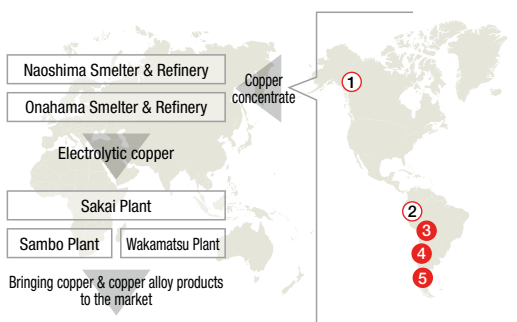 Naoshima Smelter & Refinery
Onahama Smelter & Refinery
Copper
concentrate
Electrolytic copper
Sakai Plant
Sambo Plant
Wakamatsu Plant
Bringing copper & copper alloy products
to the market
1
2
3
4
5